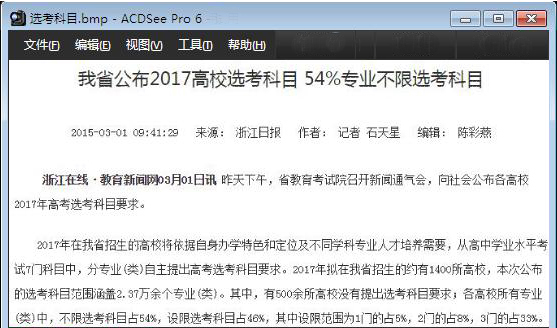 选考科目.bmp - ACDSee Pro 6
文件(F) 编辑(E) 视图(V) 工具(T) 帮助(H)
我省公布2017高校选考科目 54%专业不限选考科目
2015-03-01 09:41:29 来源: 浙江日报 作者: 记者 石天星 编辑: 陈彩燕
浙江在线·教育新闻网03月01日讯 昨天下午，省教育考试院召开新闻通气会，向社会公布各高校
2017年高考选考科目要求。
2017年在我省招生的高校将依据自身办学特色和定位及不同学科专业人才培养需要，从高中学业水平考
试7门科目中，分专业(类)自主提出高考选考科目要求。2017年拟在我省招生的约有1400所高校，本次公布
的选考科目范围涵盖2.37万余个专业(类)。其中，有500余所高校没有提出选考科目要求；各高校所有专业
(类)中，不限选考科目占54%，设限选考科目占46%，其中设限范围为1门的占5%，2门的占8%，3门的占33%。